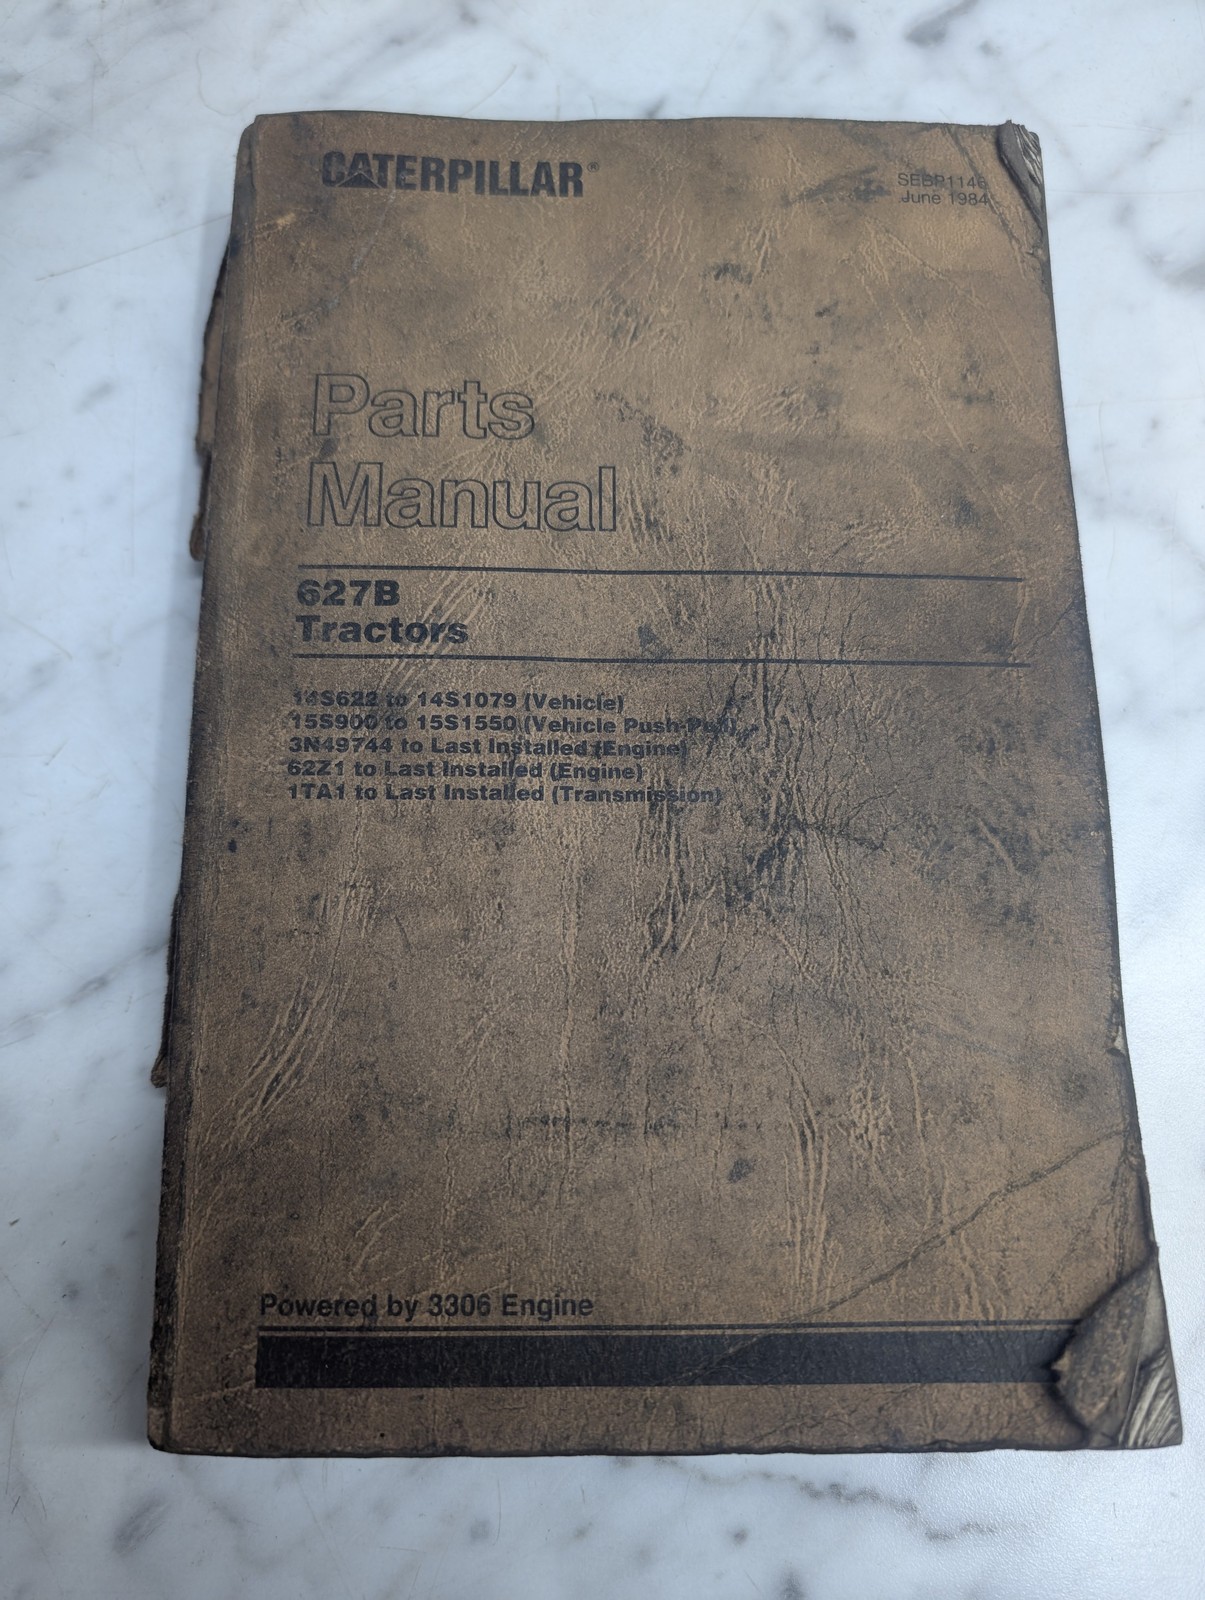 CATERPILLAR®
SEBP1146
June 1984
Parts
Manual
627B
Tractors
14S622 to 14S1079 (Vehicle)
15S900 to 15S1550 (Vehicle Push-Pull)
3N49744 to Last Installed (Engine)
62Z1 to Last Installed (Engine)
1TA1 to Last Installed (Transmission)
Powered by 3306 Engine